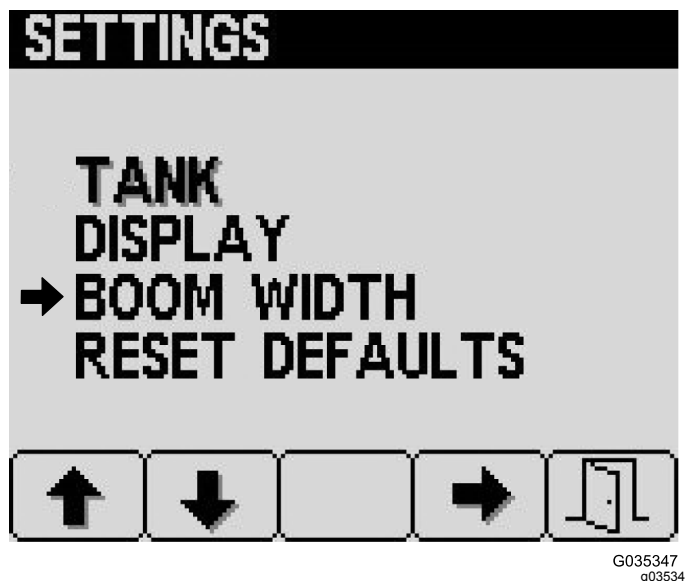 SETTINGS
TANK
DISPLAY
BOOM WIDTH
RESET DEFAULTS
G035347
g03534